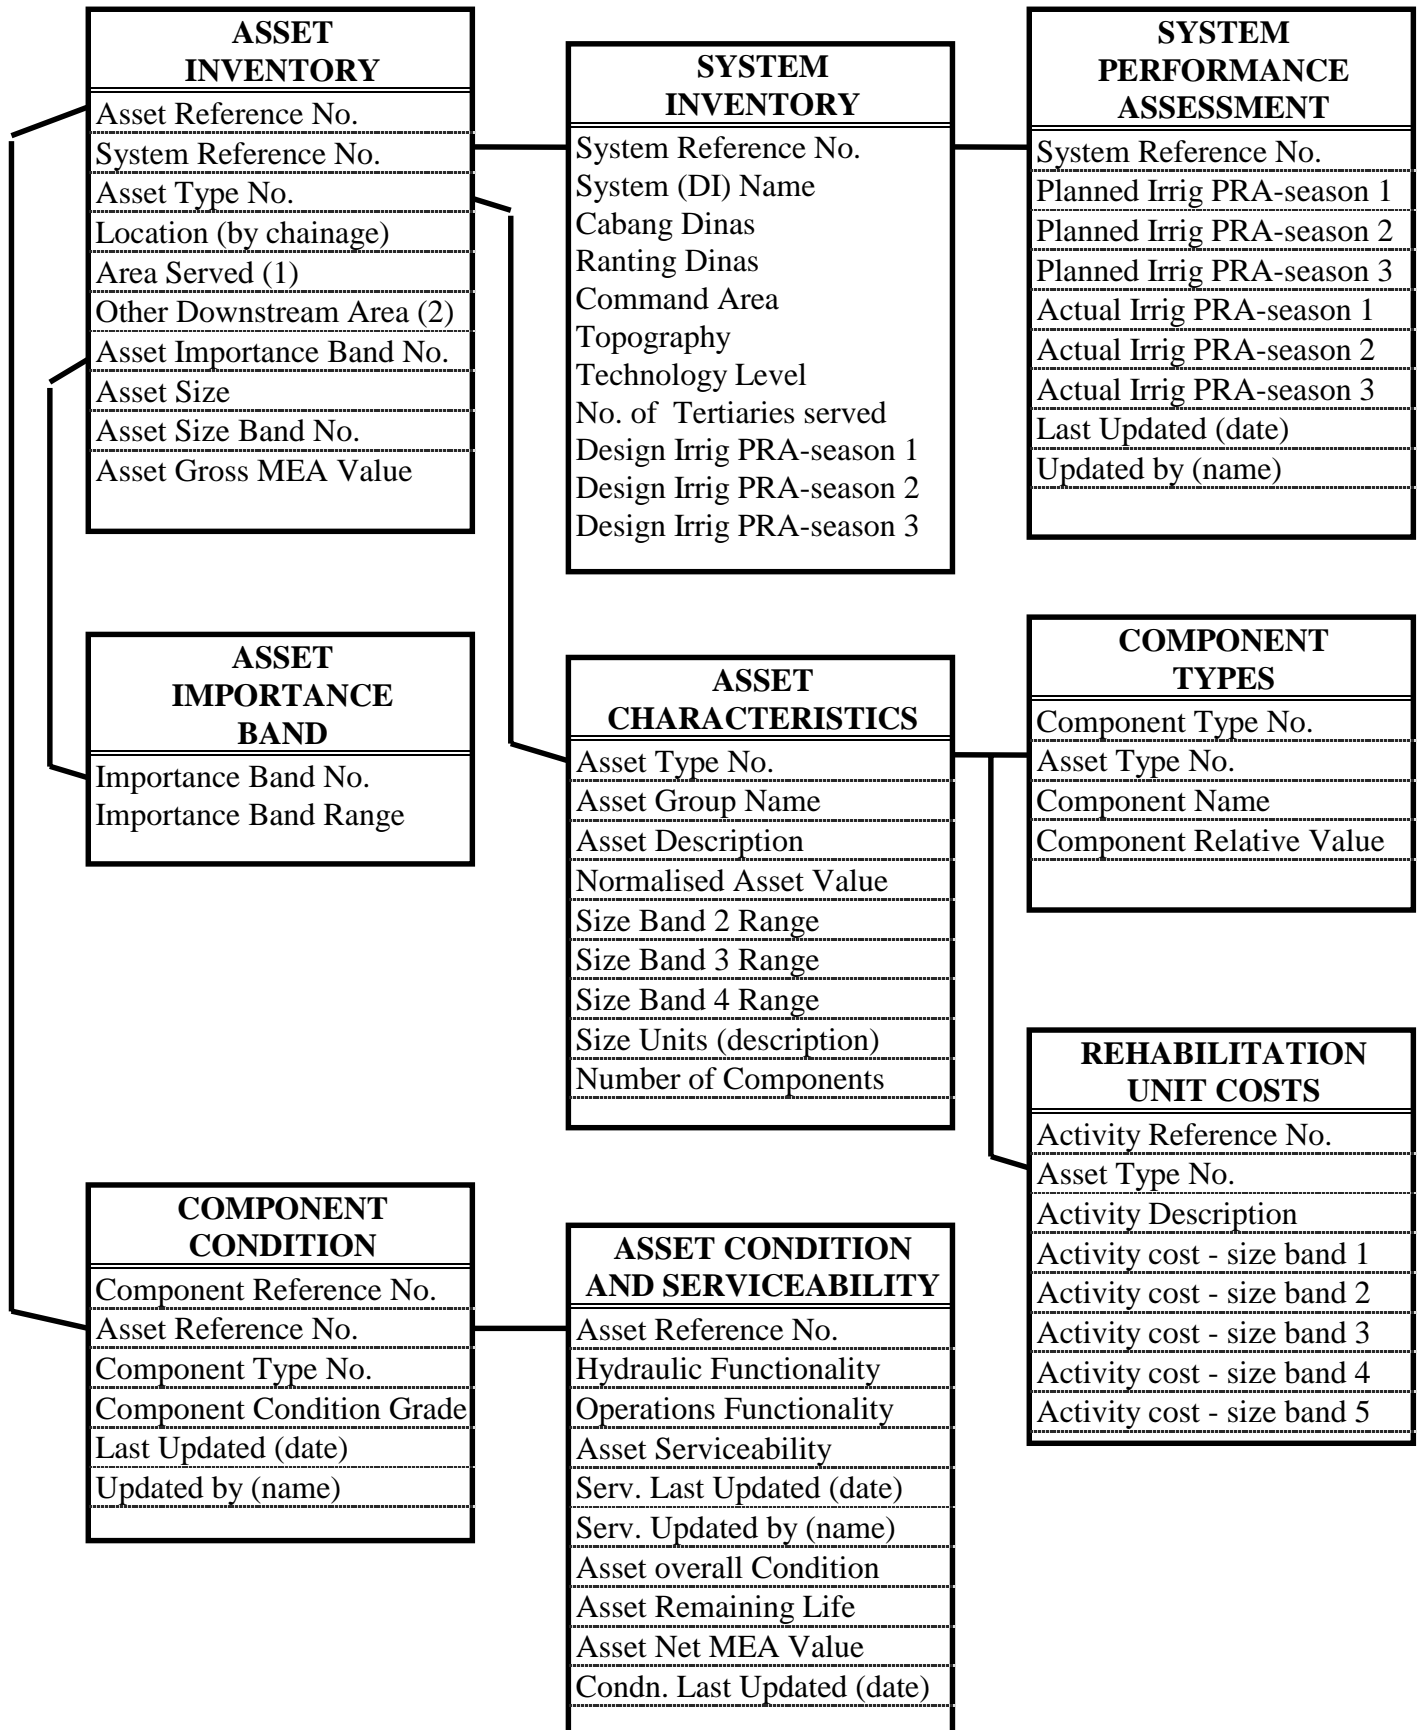 ASSET
INVENTORY
Asset Reference No.
System Reference No.
Asset Type No.
Location (by chainage)
Area Served (1)
Other Downstream Area (2)
Asset Importance Band No.
Asset Size
Asset Size Band No.
Asset Gross MEA Value
SYSTEM
INVENTORY
System Reference No.
System (DI) Name
Cabang Dinas
Ranting Dinas
Command Area
Topography
Technology Level
No. of Tertiaries served
Design Irrig PRA-season 1
Design Irrig PRA-season 2
Design Irrig PRA-season 3
SYSTEM
PERFORMANCE
ASSESSMENT
System Reference No.
Planned Irrig PRA-season 1
Planned Irrig PRA-season 2
Planned Irrig PRA-season 3
Actual Irrig PRA-season 1
Actual Irrig PRA-season 2
Actual Irrig PRA-season 3
Last Updated (date)
Updated by (name)
ASSET
IMPORTANCE
BAND
Importance Band No.
Importance Band Range
ASSET
CHARACTERISTICS
Asset Type No.
Asset Group Name
Asset Description
Normalised Asset Value
Size Band 2 Range
Size Band 3 Range
Size Band 4 Range
Size Units (description)
Number of Components
COMPONENT
TYPES
Component Type No.
Asset Type No.
Component Name
Component Relative Value
REHABILITATION
UNIT COSTS
Activity Reference No.
Asset Type No.
Activity Description
Activity cost - size band 1
Activity cost - size band 2
Activity cost - size band 3
Activity cost - size band 4
Activity cost - size band 5
COMPONENT
CONDITION
Component Reference No.
Asset Reference No.
Component Type No.
Component Condition Grade
Last Updated (date)
Updated by (name)
ASSET CONDITION
AND SERVICEABILITY
Asset Reference No.
Hydraulic Functionality
Operations Functionality
Asset Serviceability
Serv. Last Updated (date)
Serv. Updated by (name)
Asset overall Condition
Asset Remaining Life
Asset Net MEA Value
Condn. Last Updated (date)